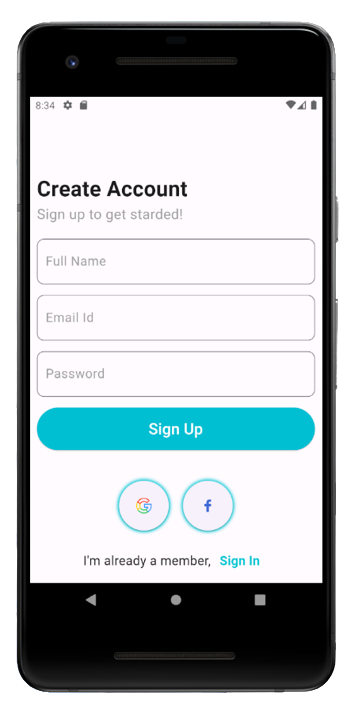 8:34
Create Account
Sign up to get starded!
Full Name
Email Id
Password
Sign Up
G f
I'm already a member, Sign In